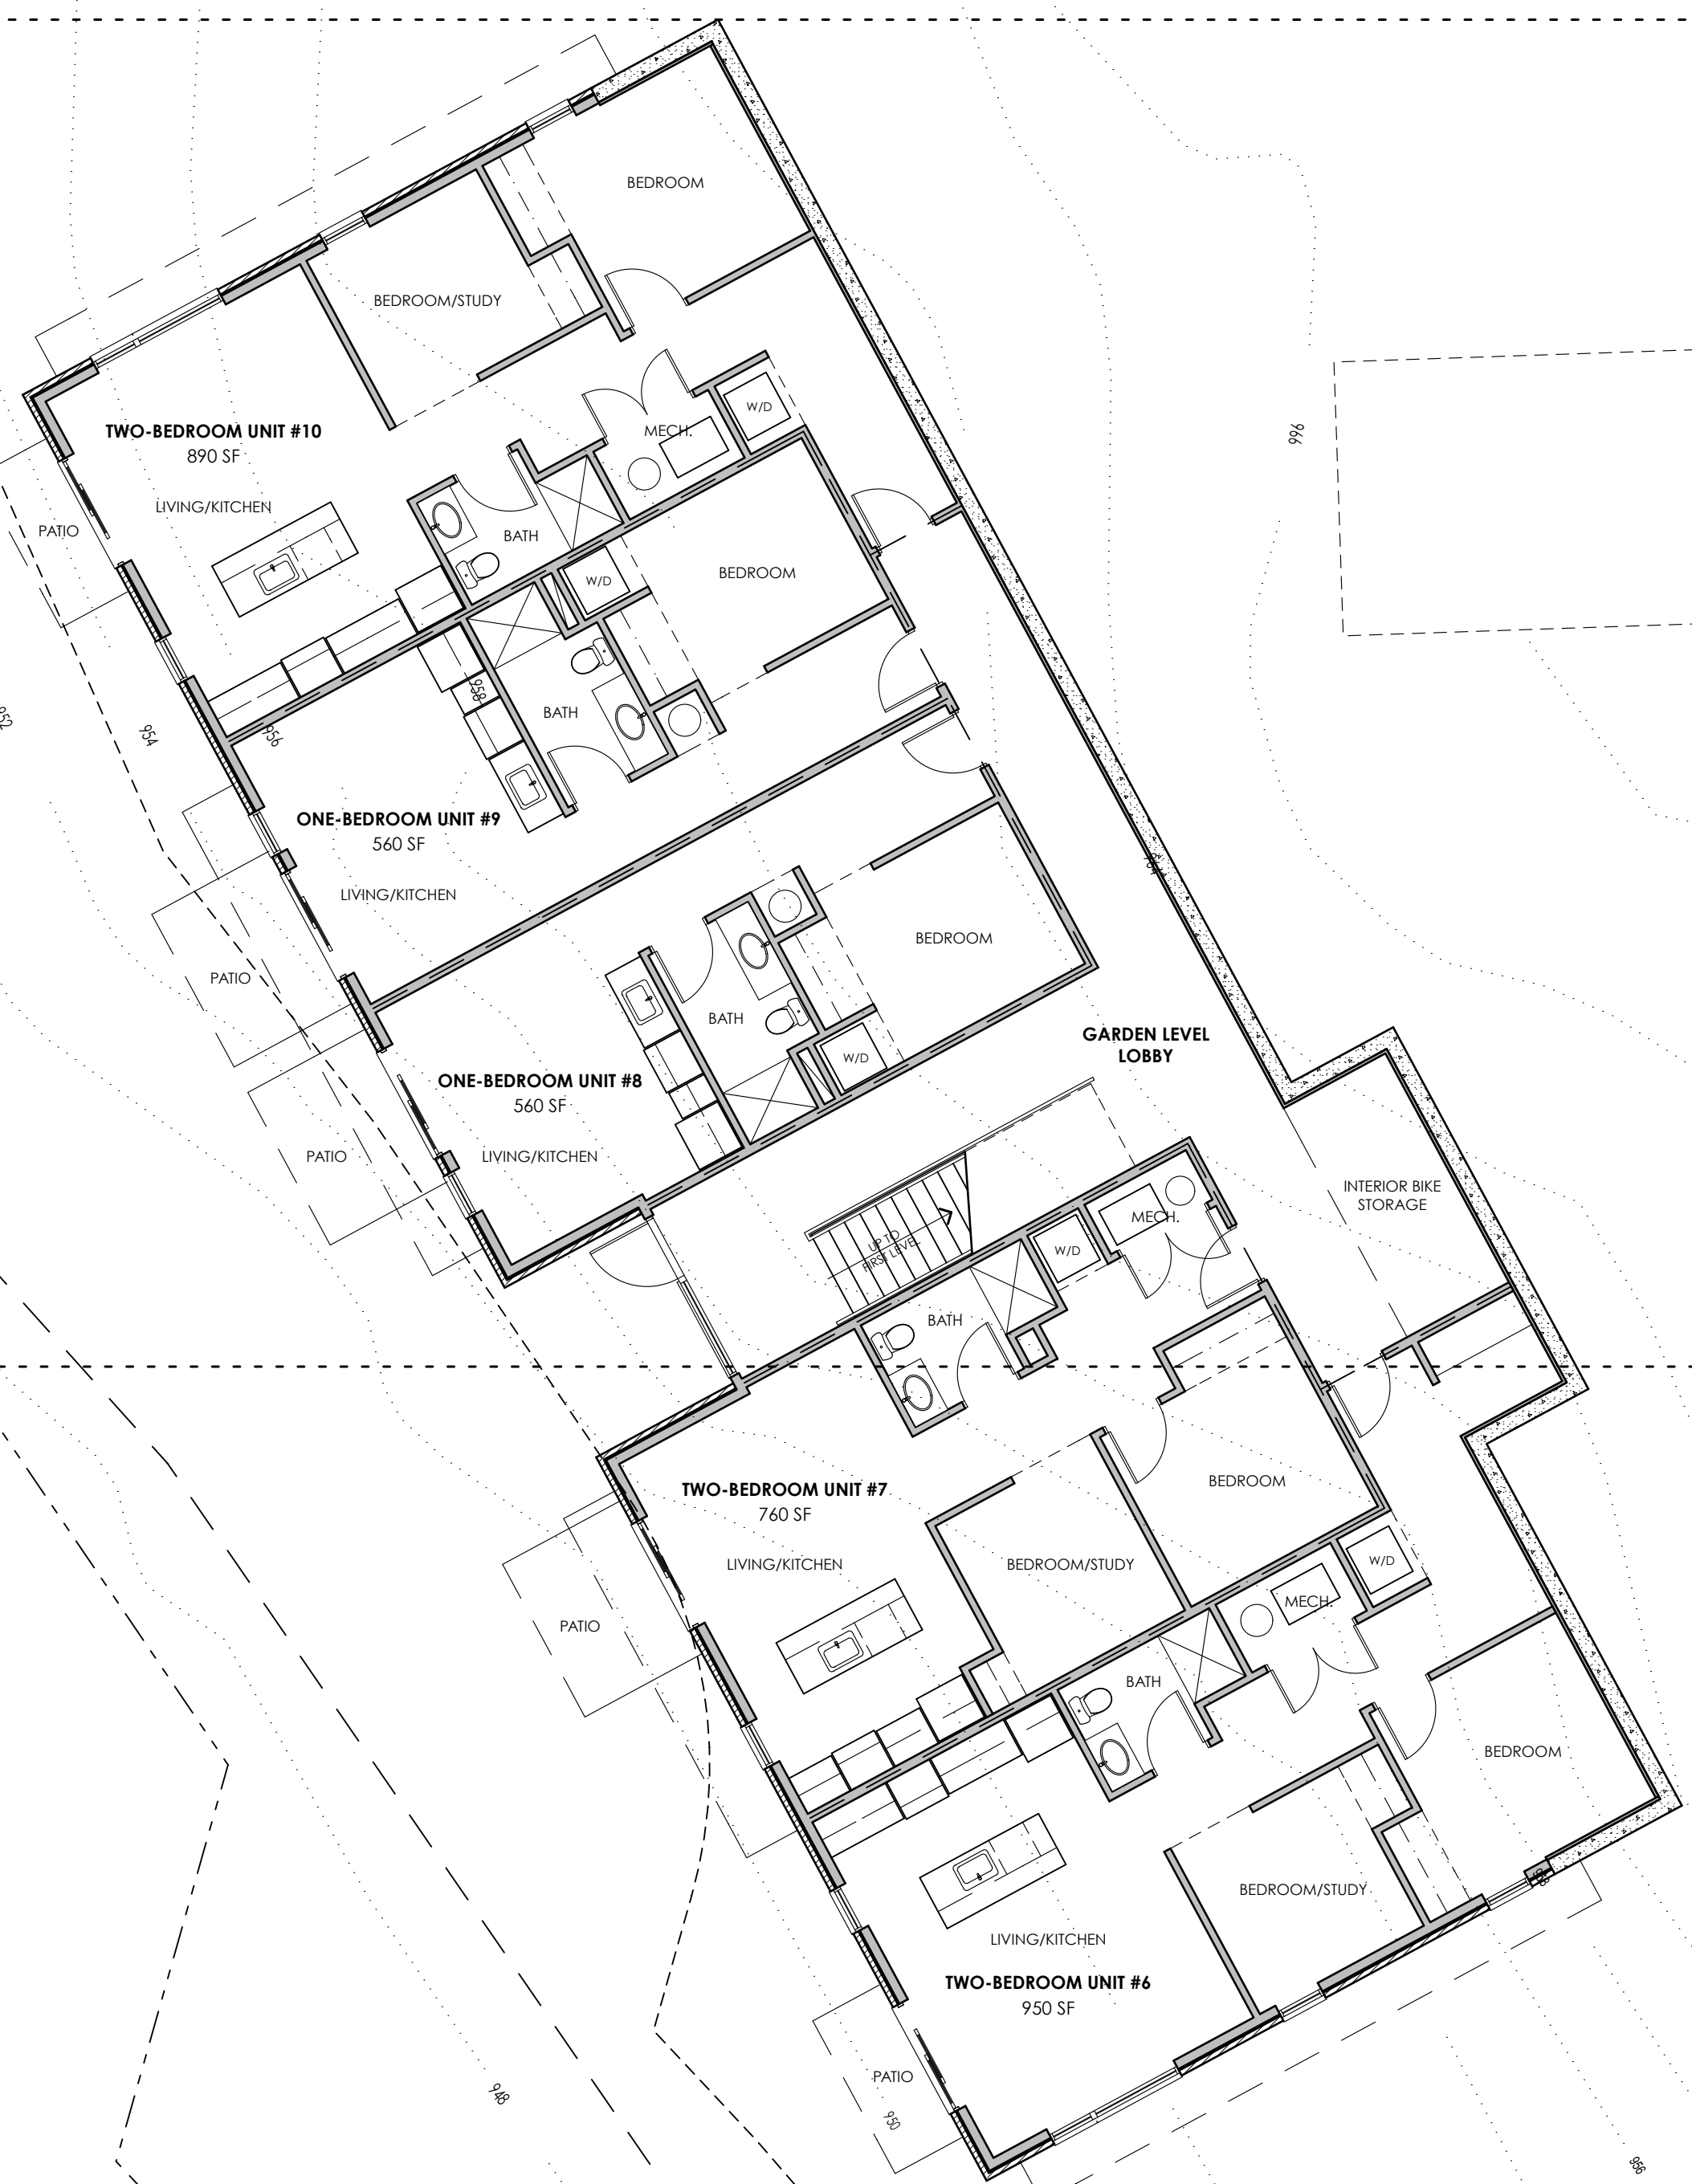 BEDROOM
BEDROOM/STUDY
W/D
MECH.
TWO-BEDROOM UNIT #10
890 SF
LIVING/KITCHEN
PATIO
BATH
966
W/D
BEDROOM
958
BATH
952
954
956
ONE-BEDROOM UNIT #9
560 SF
LIVING/KITCHEN
BEDROOM
PATIO
BATH
GARDEN LEVEL
LOBBY
W/D
ONE-BEDROOM UNIT #8
560 SF
PATIO
LIVING/KITCHEN
INTERIOR BIKE
STORAGE
MECH.
UP TO
FIRST LEVEL
W/D
BATH
TWO-BEDROOM UNIT #7
760 SF
BEDROOM
LIVING/KITCHEN
BEDROOM/STUDY
W/D
MECH.
PATIO
BATH
BEDROOM
BEDROOM/STUDY
LIVING/KITCHEN
TWO-BEDROOM UNIT #6
950 SF
PATIO
948
950
956